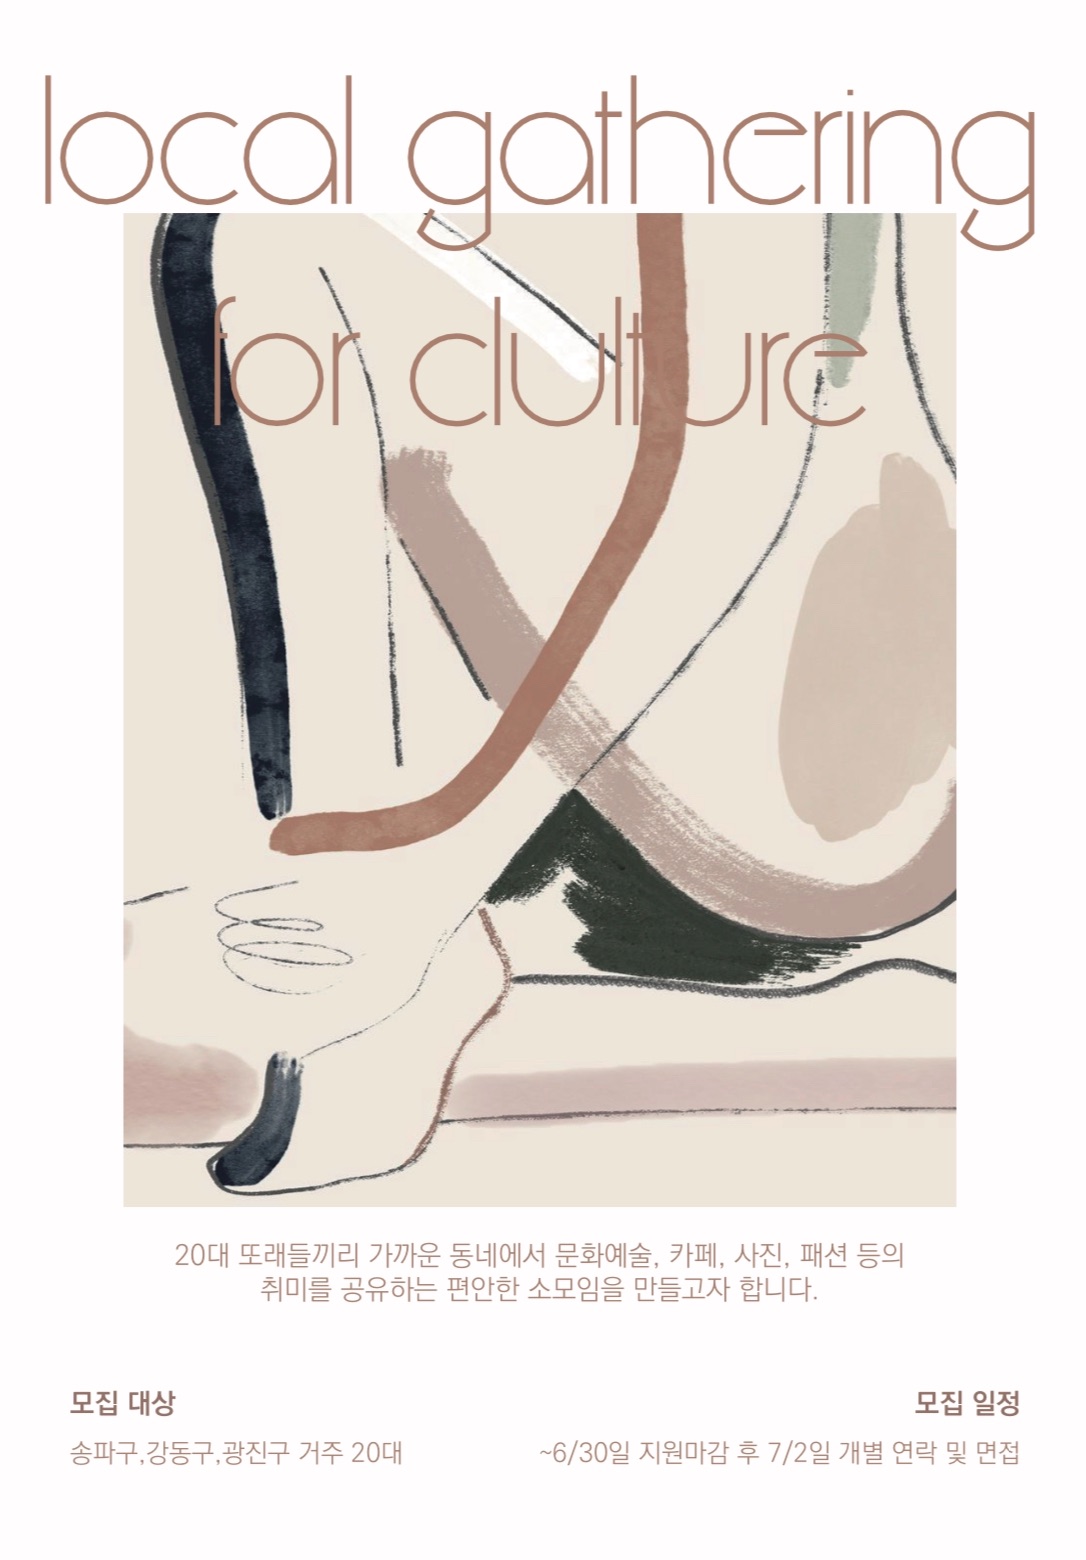 local gathering
for clulture
20대 또래들끼리 가까운 동네에서 문화예술, 카페, 사진, 패션 등의
취미를 공유하는 편안한 소모임을 만들고자 합니다.
모집 대상
송파구,강동구,광진구 거주 20대
모집 일정
~6/30일 지원마감 후 7/2일 개별 연락 및 면접